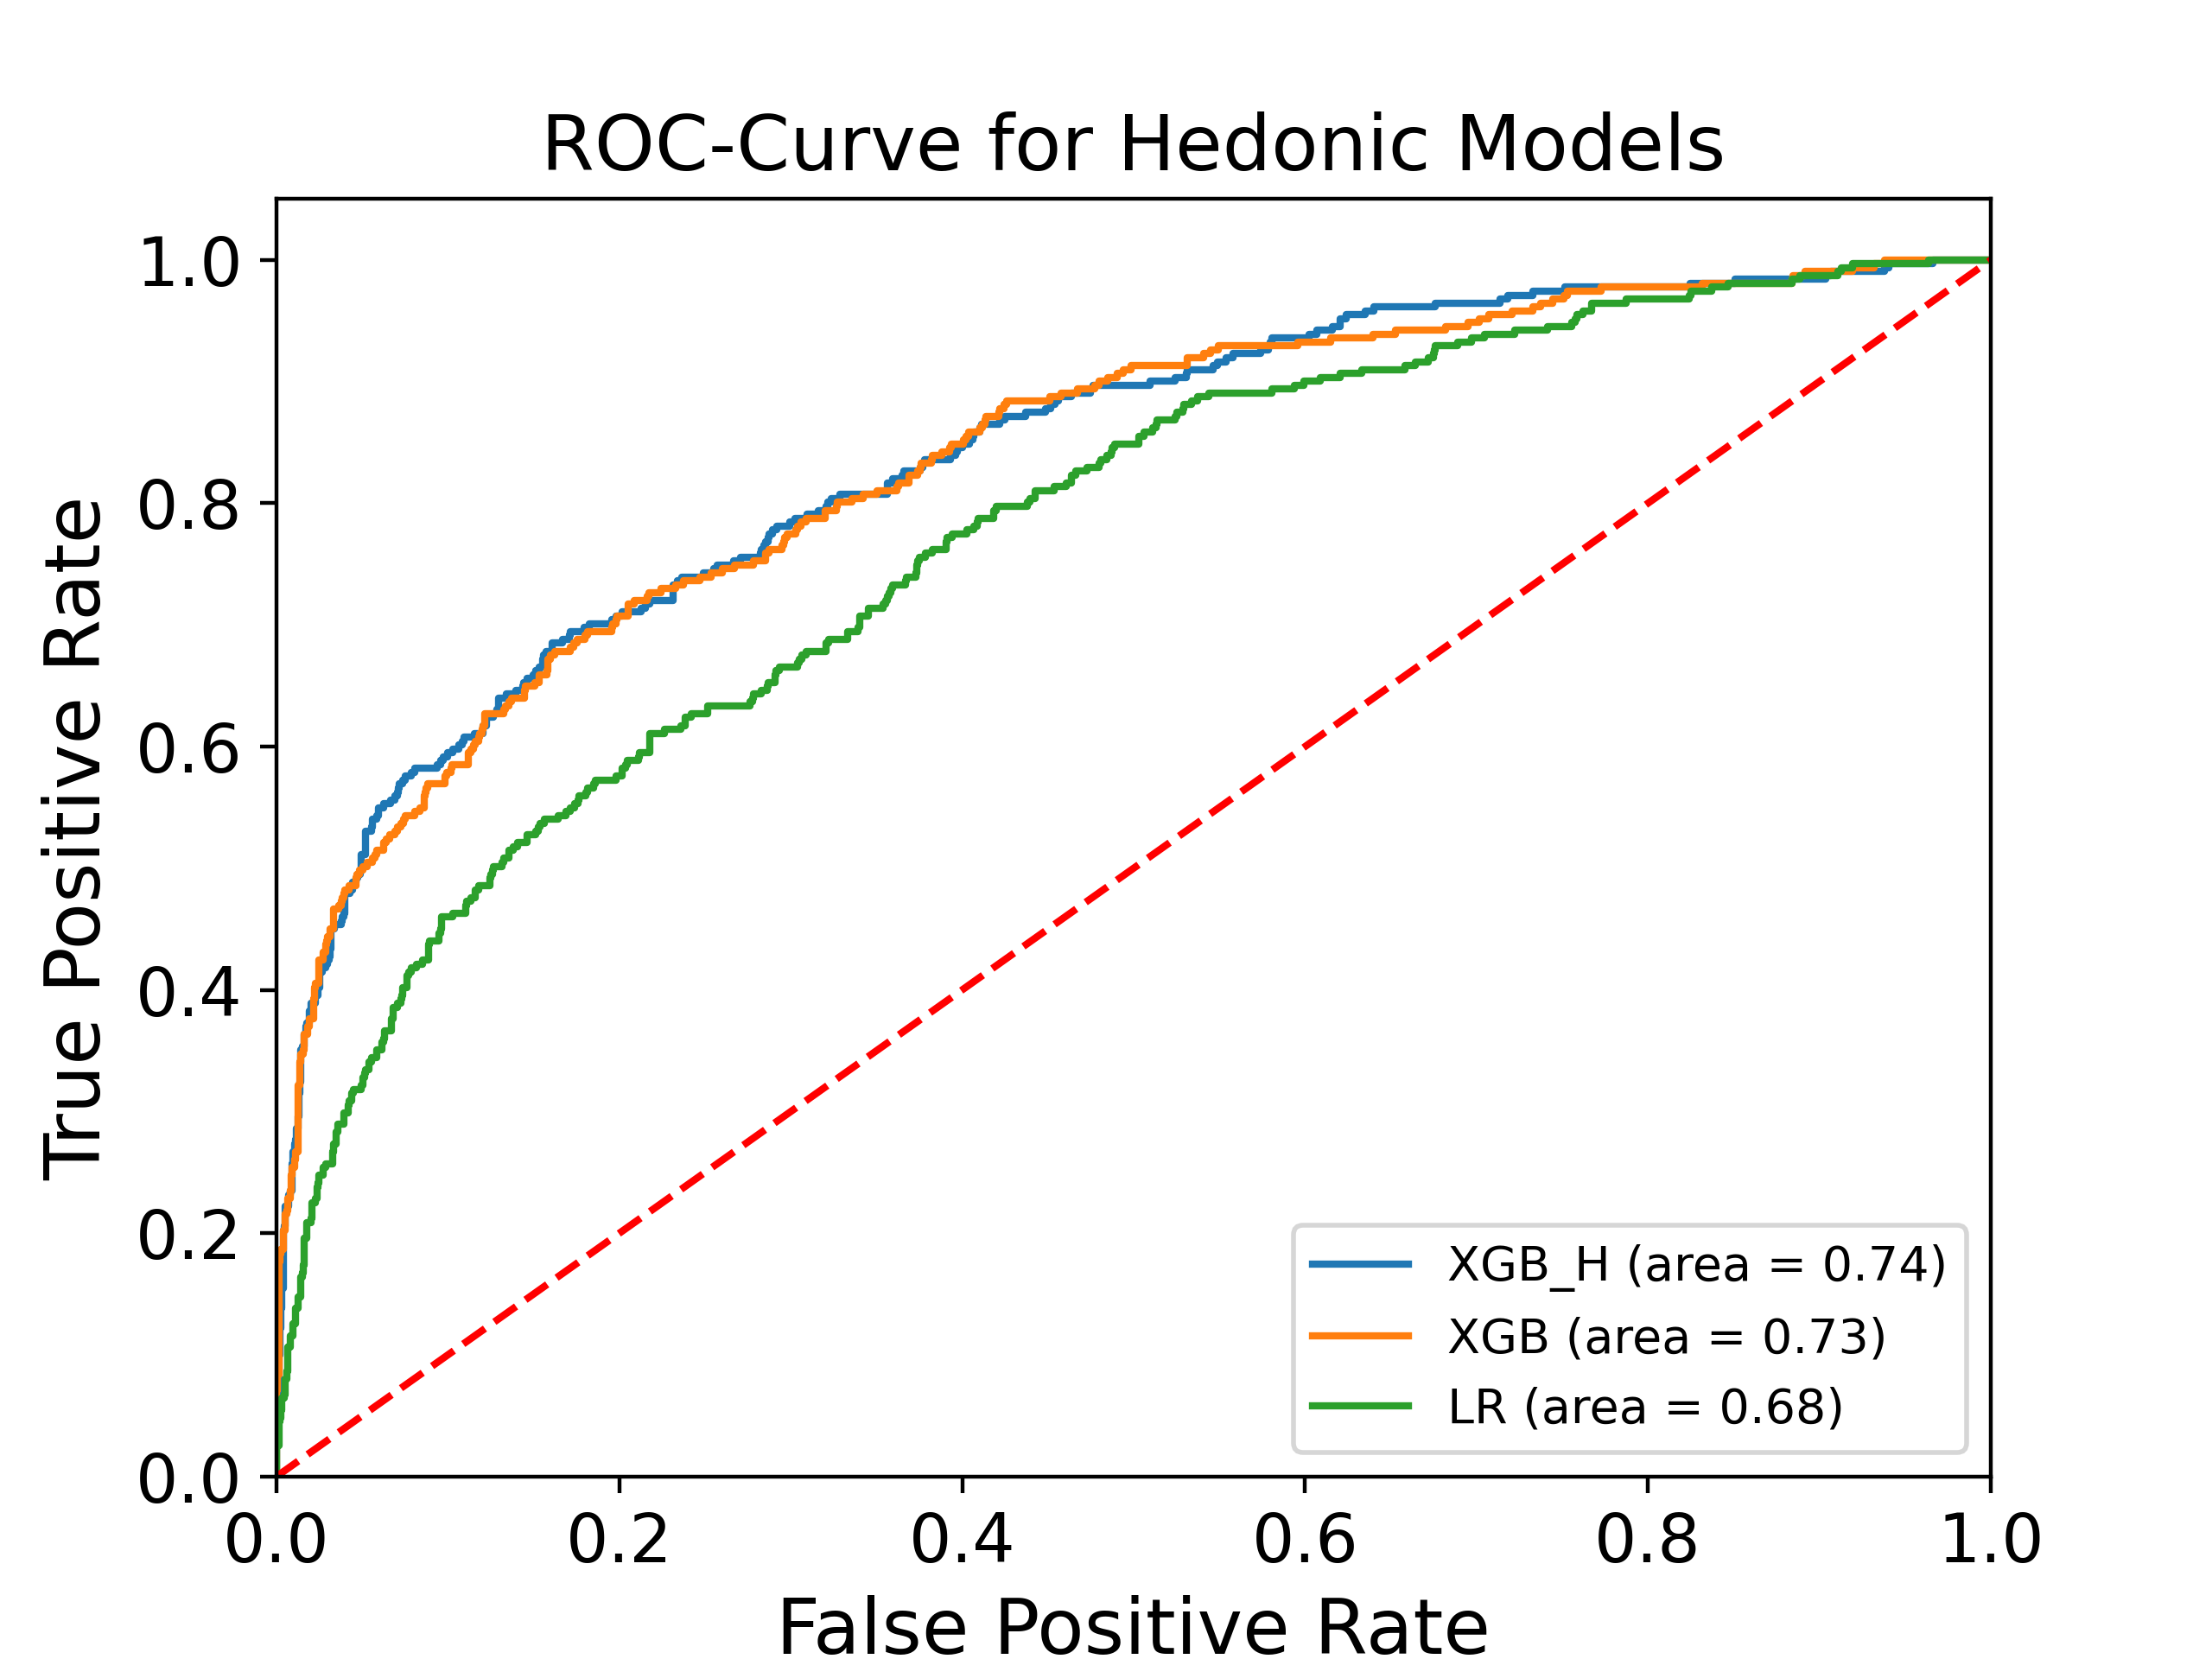 ROC-Curve for Hedonic Models
True Positive Rate
1.0
0.8
0.6
0.4
0.2
0.0
0.0 0.2 0.4 0.6 0.8 1.0
False Positive Rate
XGB_H (area = 0.74)
XGB (area = 0.73)
LR (area = 0.68)